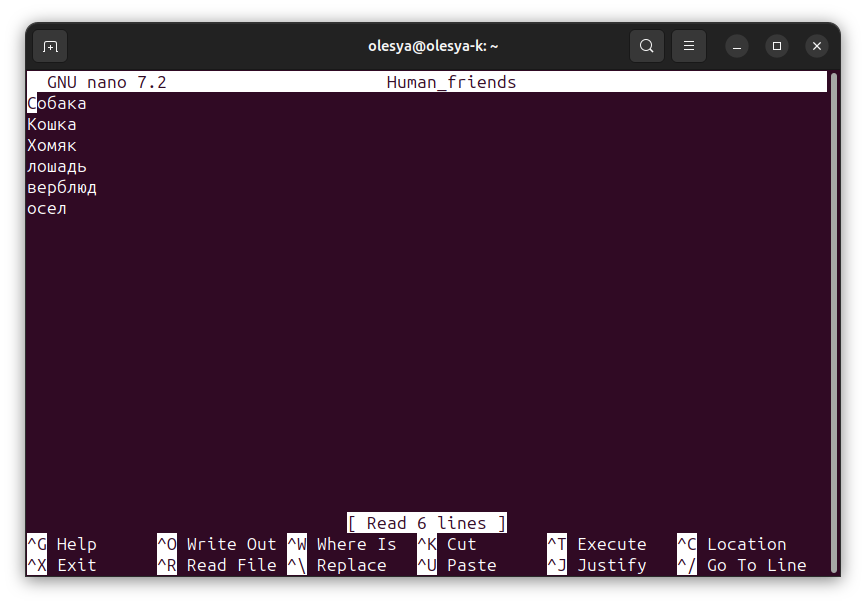 olesya@olesya-k: ~
GNU nano 7.2 Human_friends
Собака
Кошка
Хомяк
лошадь
верблюд
осел
[ Read 6 lines ]
^G Help ^O Write Out ^W Where Is ^K Cut ^T Execute ^C Location
^X Exit ^R Read File ^\ Replace ^U Paste ^J Justify ^/ Go To Line